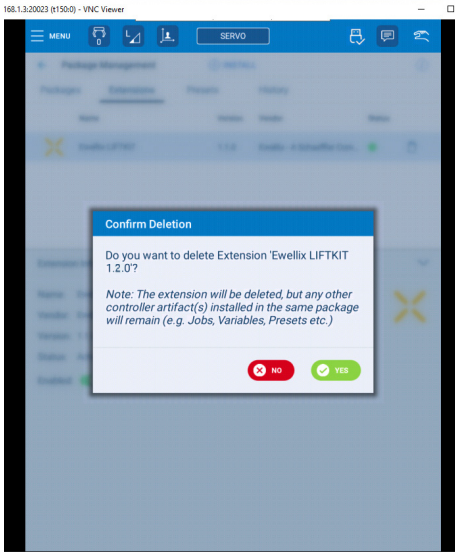 168.1.3:20023 (t150:0) - VNC Viewer
MENU
0
SERVO
Package Management
INSTALL
Packages Extensions Presets History
Name Version Vendor Status
Ewellix LIFTKIT
Confirm Deletion
Do you want to delete Extension 'Ewellix LIFTKIT
1.2.0'?
Note: The extension will be deleted, but any other
controller artifact(s) installed in the same package
will remain (e.g. Jobs, Variables, Presets etc.)
NO YES
Name:
Vendor:
Version:
Status:
Enabled: